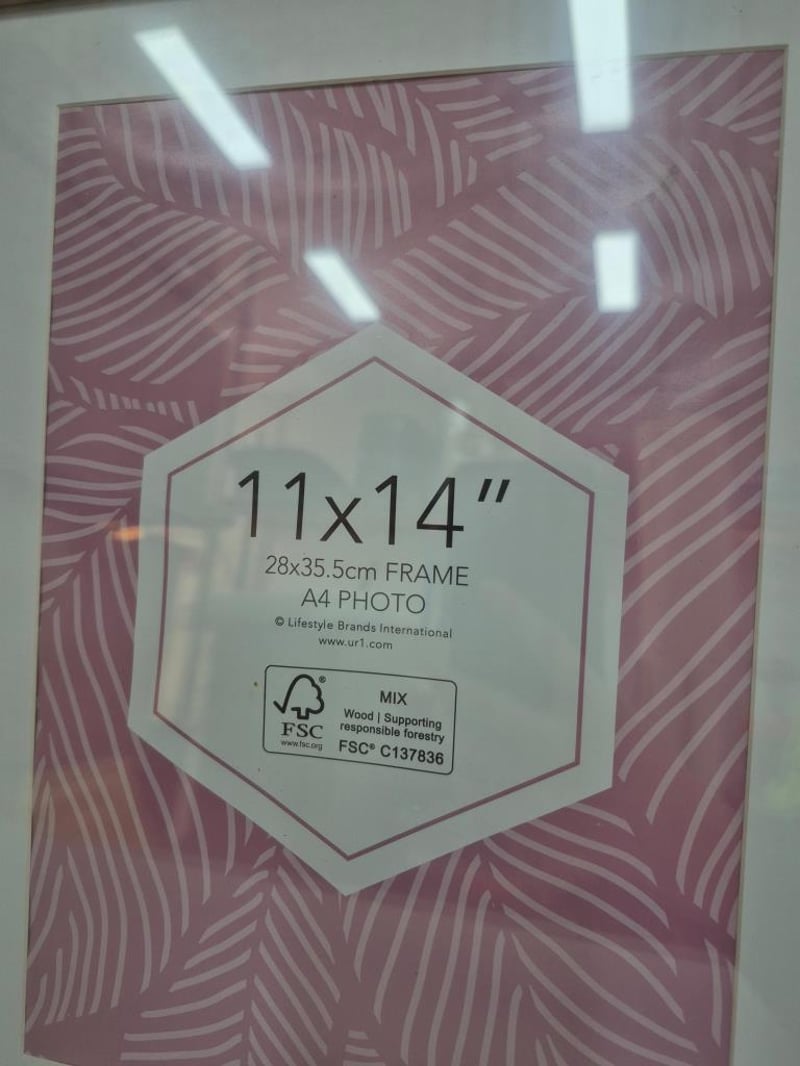 11x14"
28x35.5cm FRAME
A4 PHOTO
© Lifestyle Brands International
www.ur1.com
FSC®
www.fsc.org
MIX
Wood | Supporting
responsible forestry
FSC® C137836